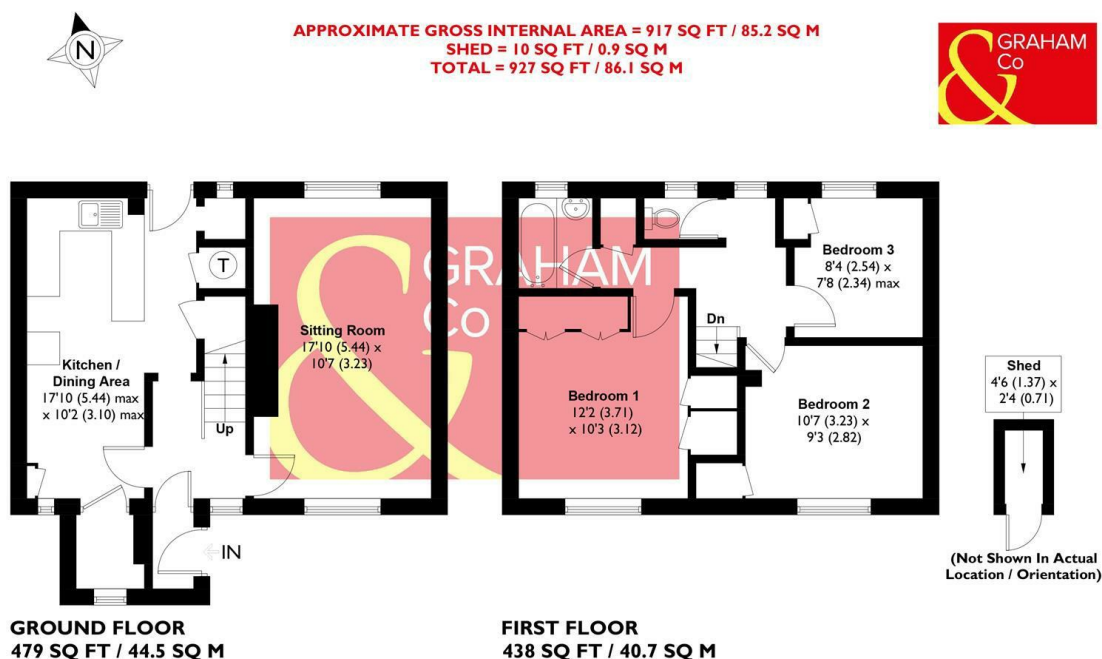 N
APPROXIMATE GROSS INTERNAL AREA = 917 SQ FT / 85.2 SQ M
SHED = 10 SQ FT / 0.9 SQ M
TOTAL = 927 SQ FT / 86.1 SQ M
& GRAHAM
Co
T
Kitchen /
Dining Area
17'10 (5.44) max
x 10'2 (3.10) max
Up
Sitting Room
17'10 (5.44) x
10'7 (3.23)
IN
& GRAHAM
Co
Bedroom 1
12'2 (3.71)
x 10'3 (3.12)
Dn
Bedroom 3
8'4 (2.54) x
7'8 (2.34) max
Bedroom 2
10'7 (3.23) x
9'3 (2.82)
Shed
4'6 (1.37) x
2'4 (0.71)
(Not Shown In Actual
Location / Orientation)
GROUND FLOOR
479 SQ FT / 44.5 SQ M
FIRST FLOOR
438 SQ FT / 40.7 SQ M